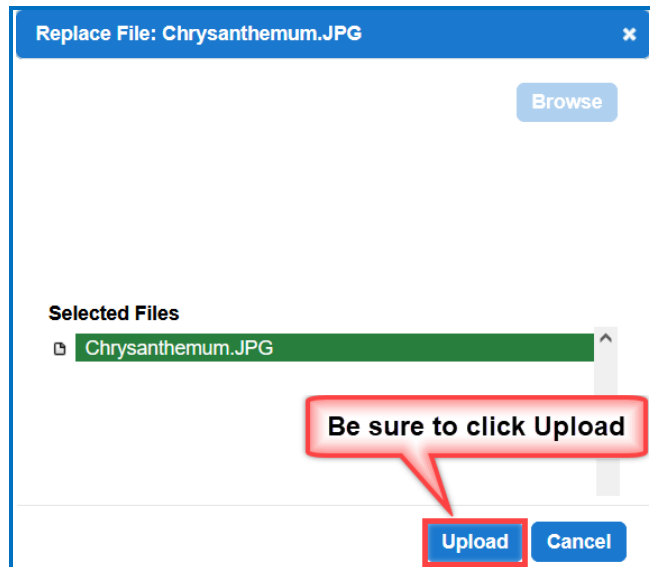 Replace File: Chrysanthemum.JPG
Browse
Selected Files
Chrysanthemum.JPG
Be sure to click Upload
Upload Cancel